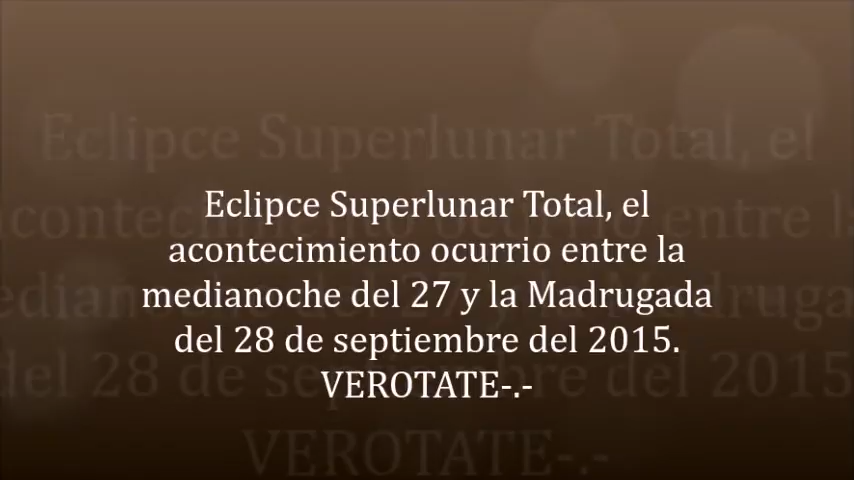 Eclipce Superlunar Total, el
acontecimiento ocurrio entre la
medianoche del 27 y la Madrugada
del 28 de septiembre del 2015.
VEROTATE-.-